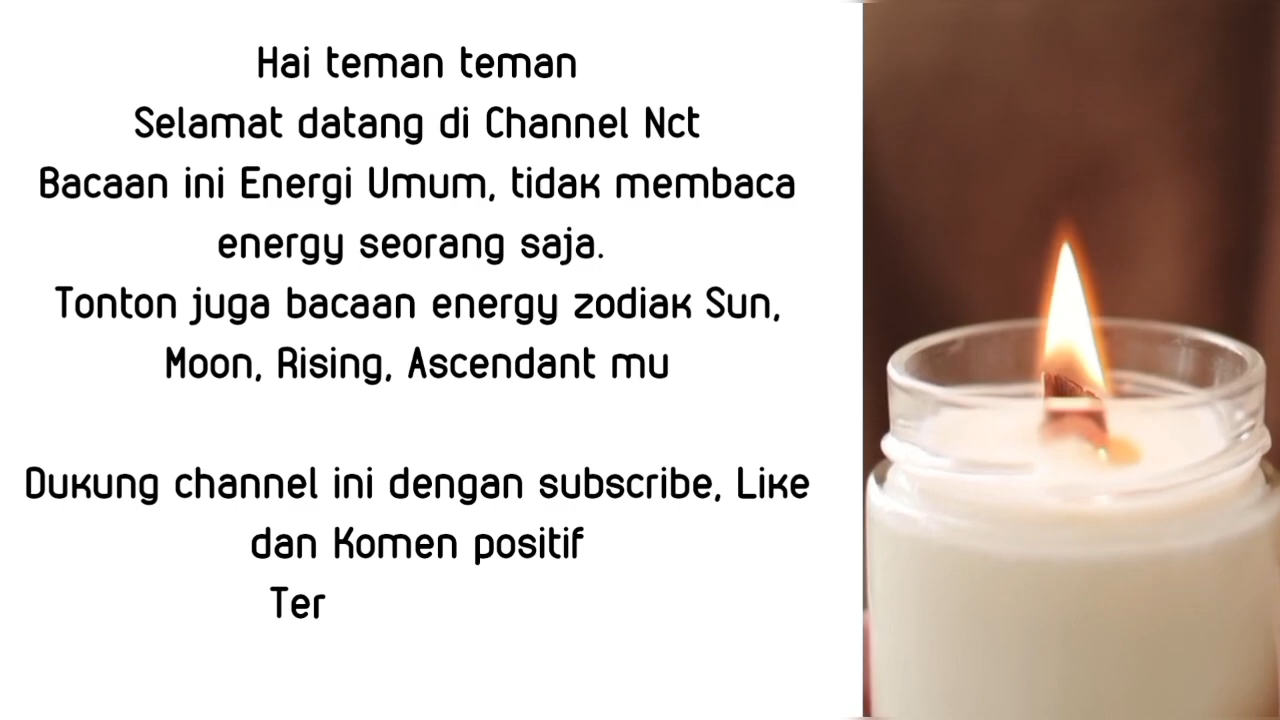 Hai teman teman
Selamat datang di Channel Nct
Bacaan ini Energi Umum, tidak membaca
energy seorang saja.
Tonton juga bacaan energy zodiak Sun,
Moon, Rising, Ascendant mu
Dukung channel ini dengan subscribe, Like
dan Komen positif
Ter